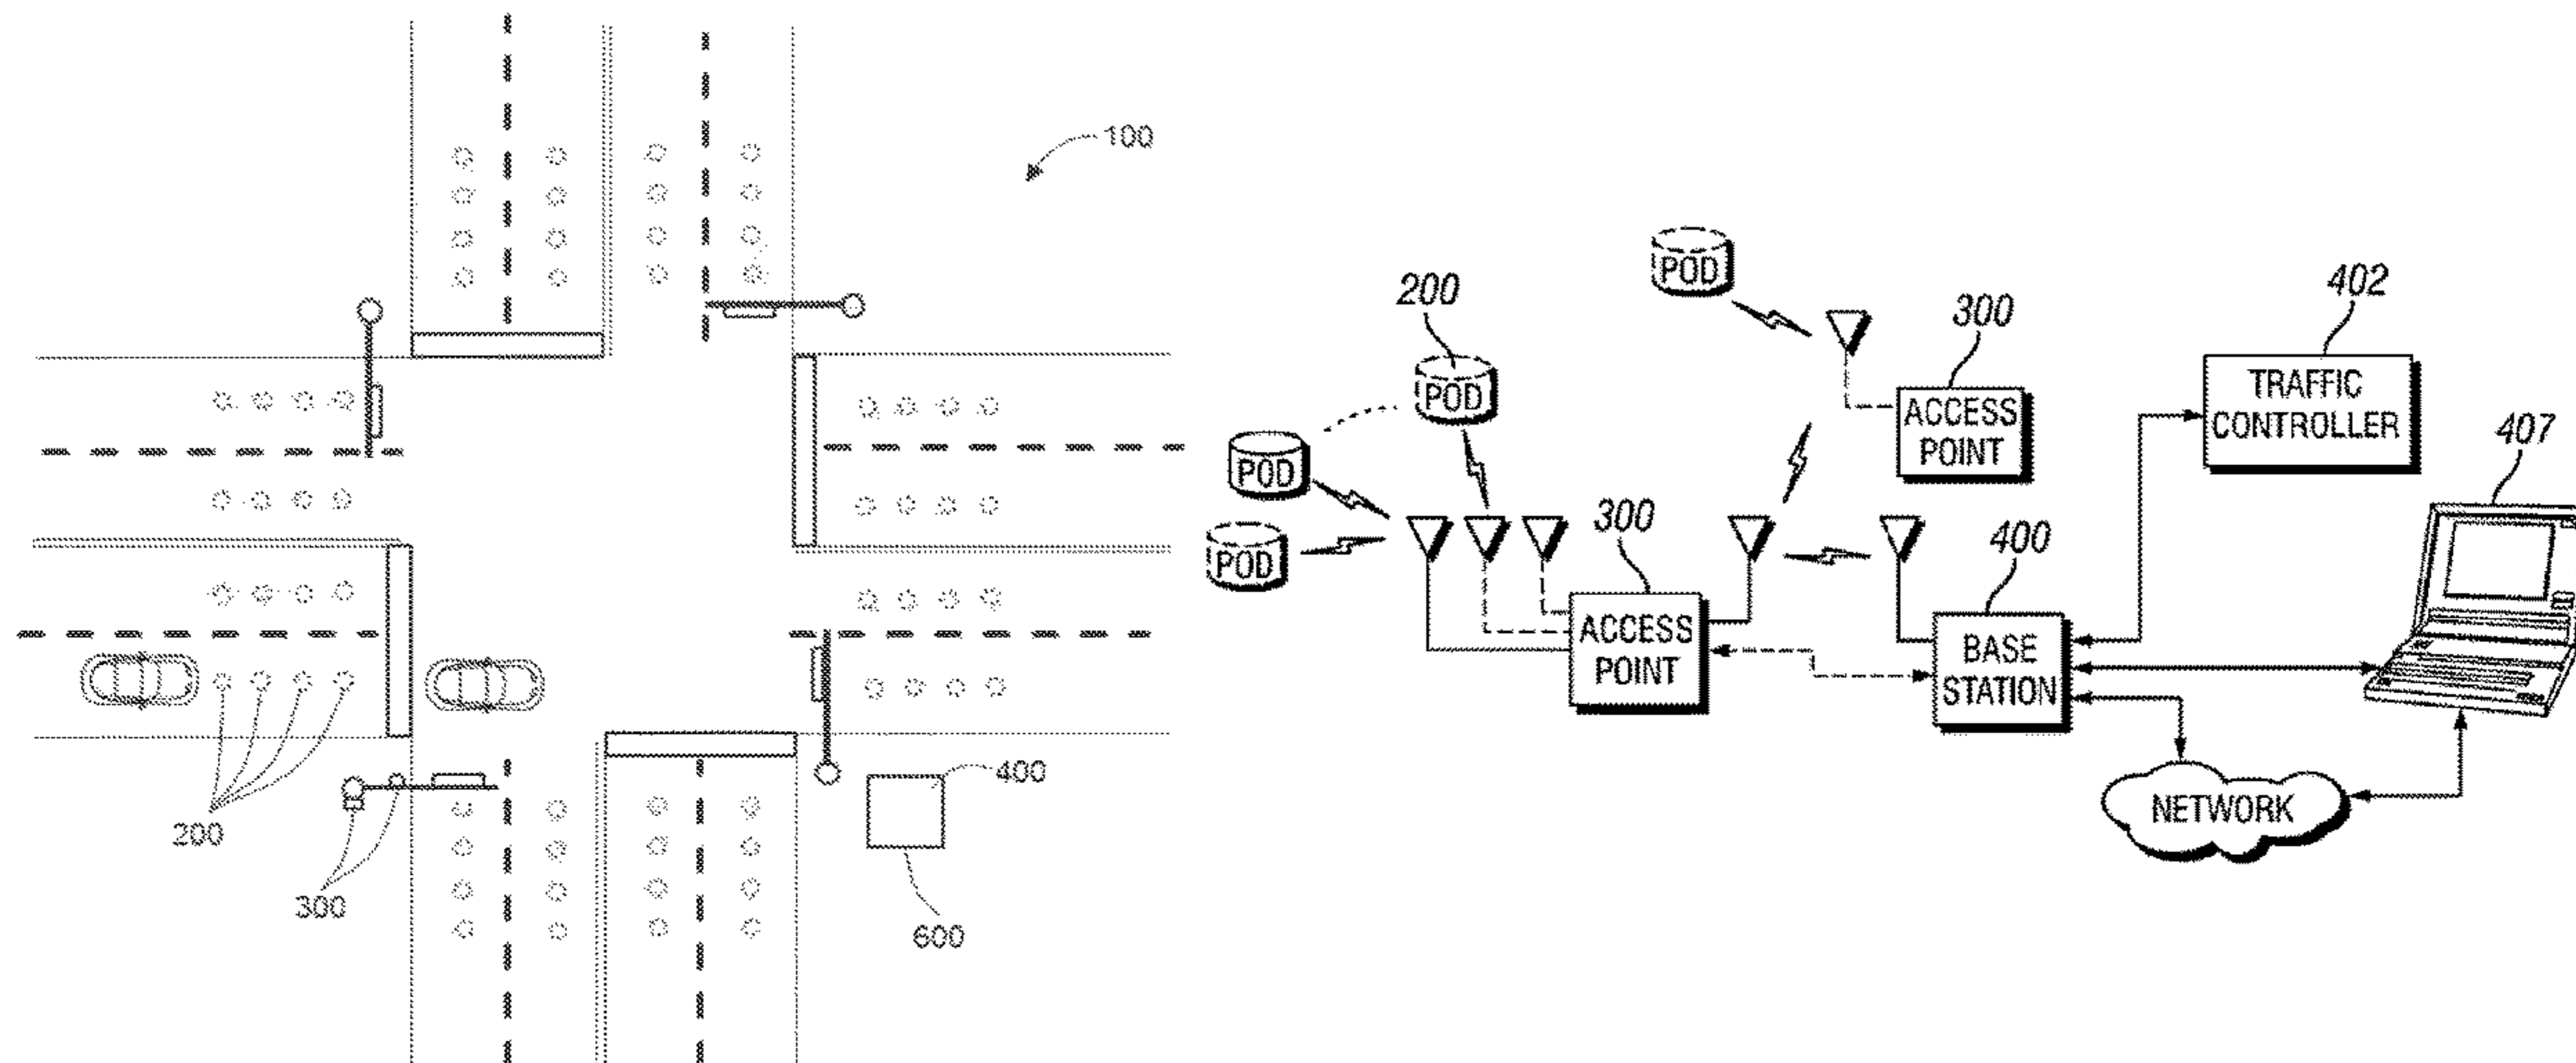 100
200
300
400
600
POD
200
POD
POD
POD
300
ACCESS
POINT
300
ACCESS
POINT
402
TRAFFIC
CONTROLLER
407
400
BASE
STATION
NETWORK